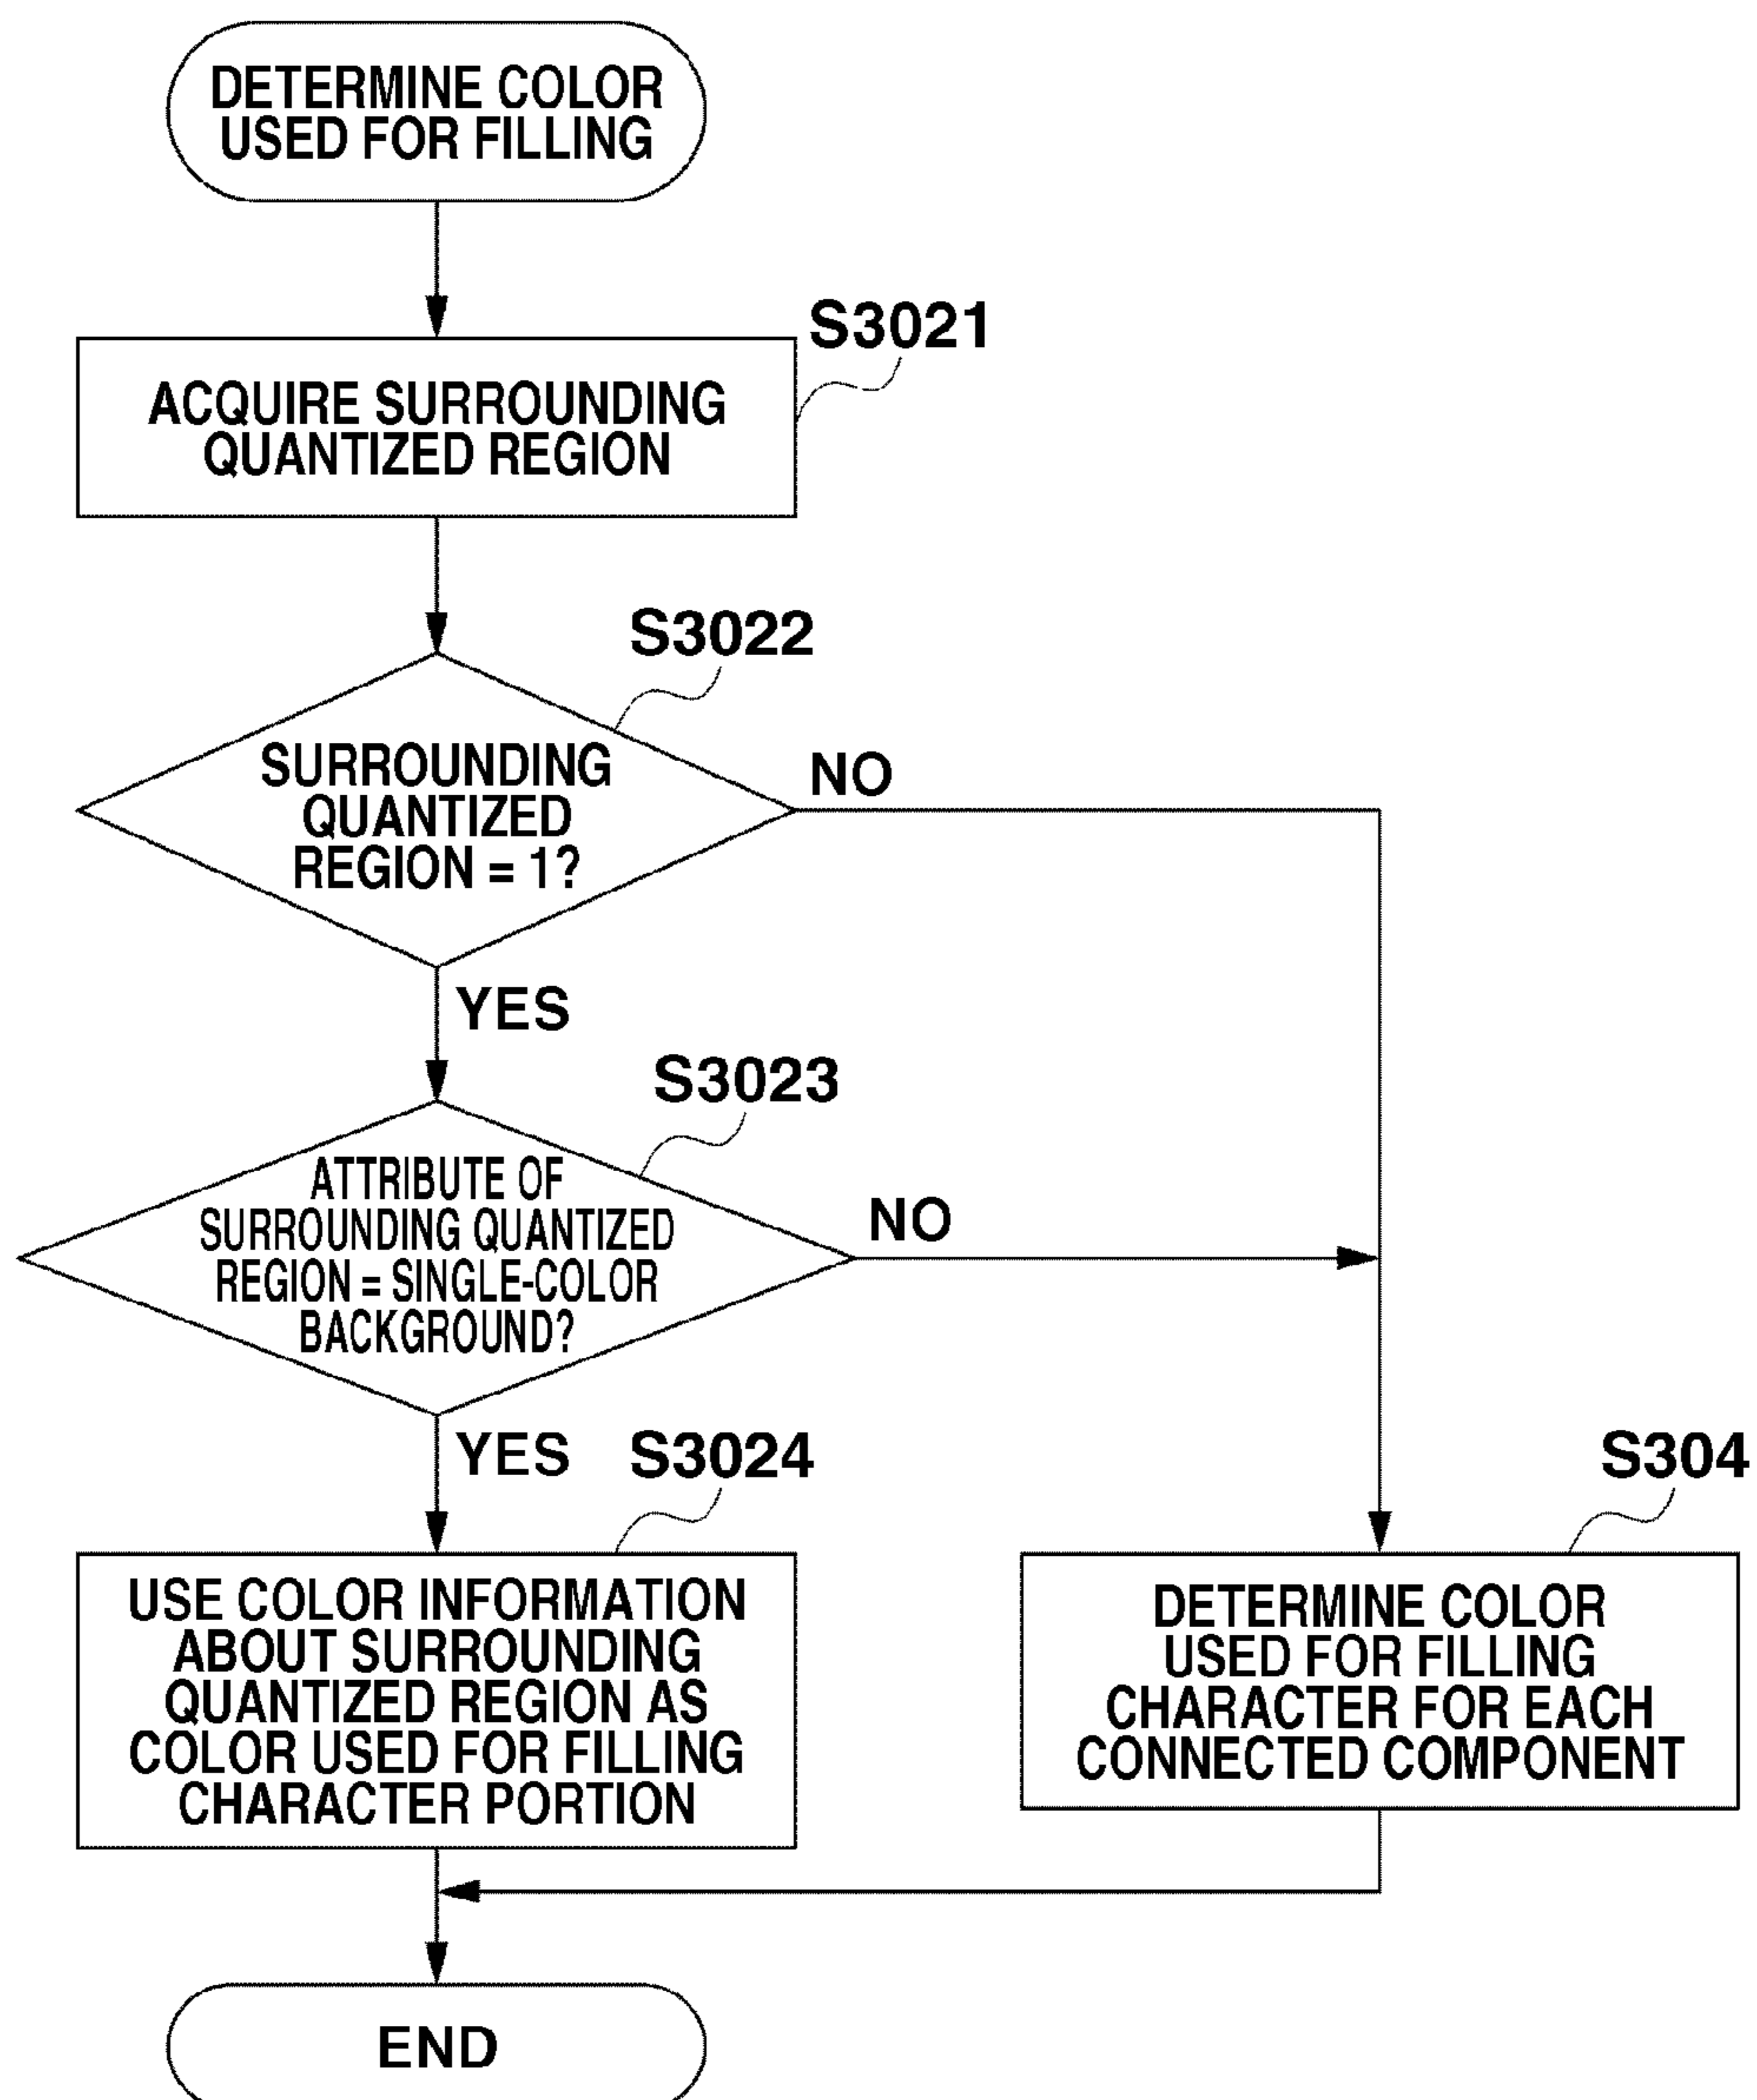 DETERMINE COLOR
USED FOR FILLING
S3021
ACQUIRE SURROUNDING
QUANTIZED REGION
S3022
SURROUNDING
QUANTIZED
REGION = 1?
NO
YES
S3023
ATTRIBUTE OF
SURROUNDING QUANTIZED
REGION = SINGLE-COLOR
BACKGROUND?
NO
YES
S3024
USE COLOR INFORMATION
ABOUT SURROUNDING
QUANTIZED REGION AS
COLOR USED FOR FILLING
CHARACTER PORTION
S304
DETERMINE COLOR
USED FOR FILLING
CHARACTER FOR EACH
CONNECTED COMPONENT
END